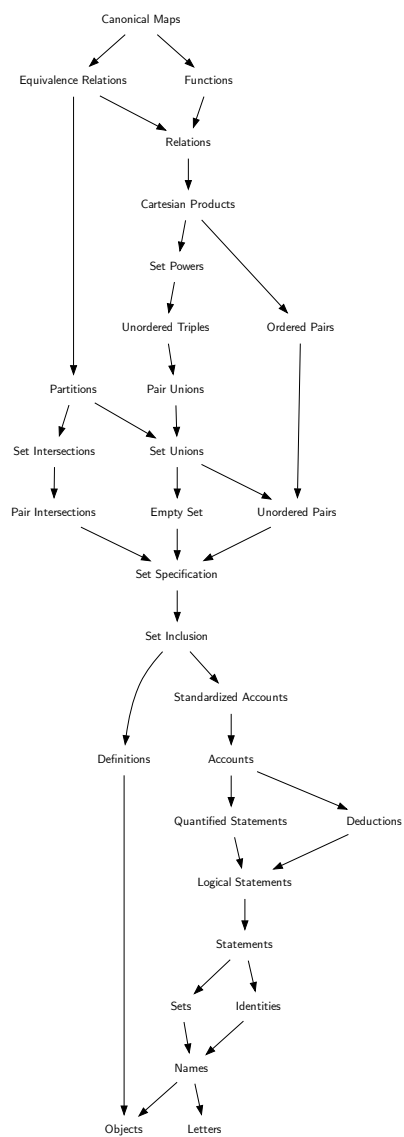 Canonical Maps
Equivalence Relations
Functions
Relations
Cartesian Products
Set Powers
Unordered Triples
Ordered Pairs
Partitions
Pair Unions
Set Intersections
Set Unions
Pair Intersections
Empty Set
Unordered Pairs
Set Specification
Set Inclusion
Standardized Accounts
Definitions
Accounts
Quantified Statements
Deductions
Logical Statements
Statements
Sets
Identities
Names
Objects
Letters